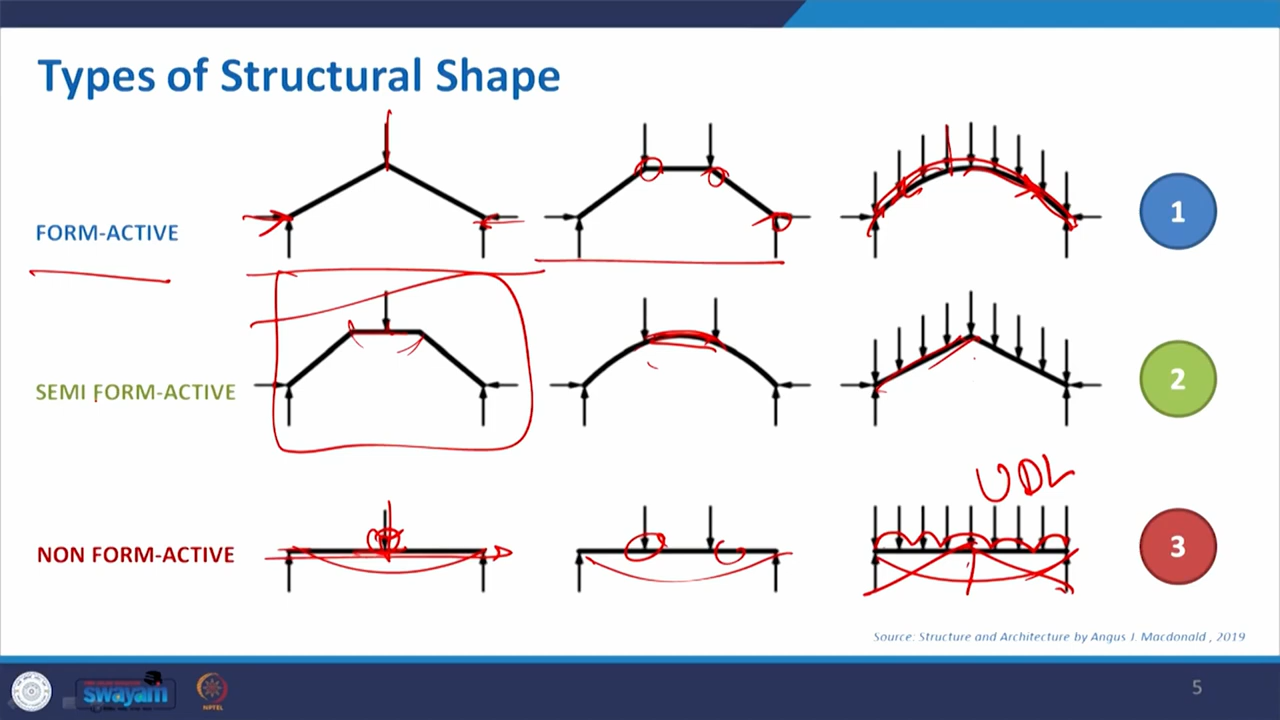 Types of Structural Shape
FORM-ACTIVE
1
SEMI FORM-ACTIVE
2
UDL
NON FORM-ACTIVE
3
Source: Structure and Architecture by Angus J. Macdonald , 2019
swayam
NPTEL
5